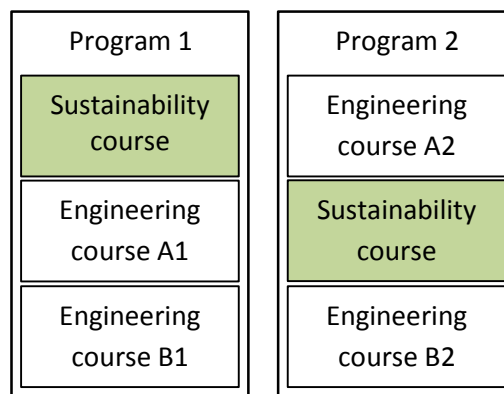 Program 1
Sustainability
course
Engineering
course A1
Engineering
course B1
Program 2
Engineering
course A2
Sustainability
course
Engineering
course B2